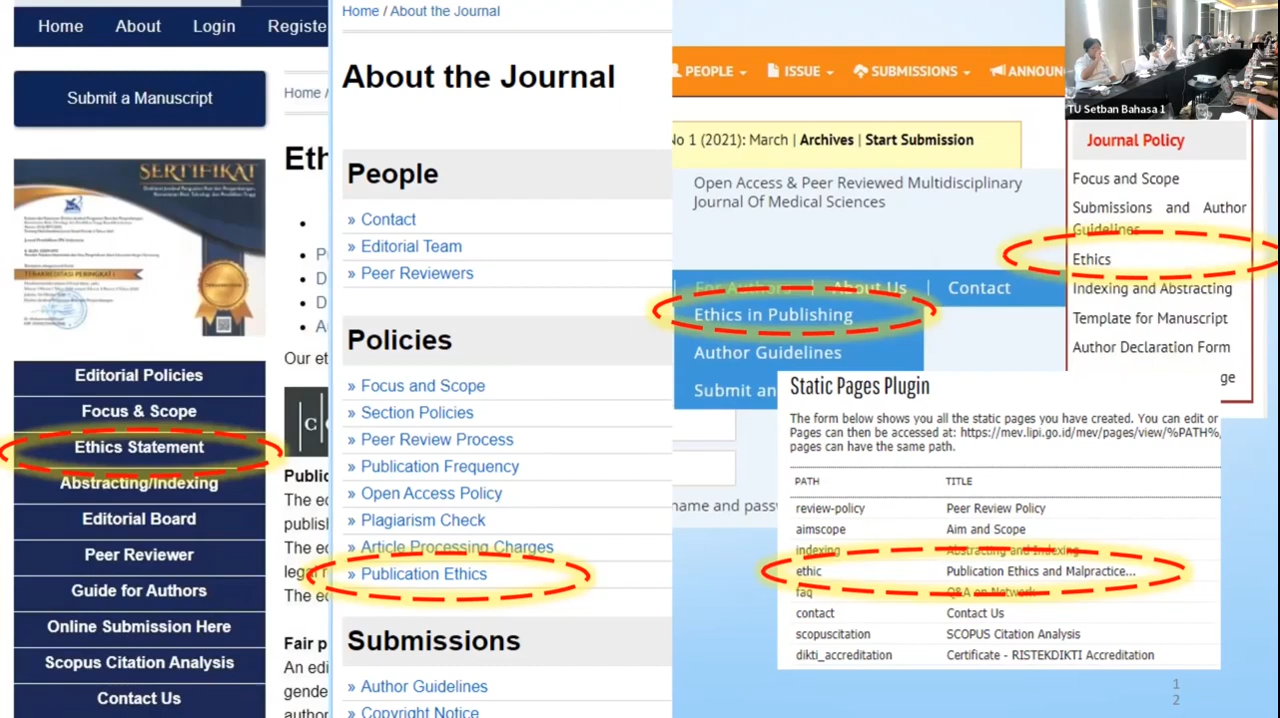 Home About Login Registe
Submit a Manuscript
SERTIFIKAT
TERAKREDITASI PERINGKAT I
Editorial Policies
Focus & Scope
Ethics Statement
Abstracting/Indexing
Editorial Board
Peer Reviewer
Guide for Authors
Online Submission Here
Scopus Citation Analysis
Contact Us
Home /
Eth
Our et
Public
The ec
publis
The ec
The ec
Fair p
An edi
gende
author
Home / About the Journal
About the Journal
People
» Contact
» Editorial Team
» Peer Reviewers
Policies
» Focus and Scope
» Section Policies
» Peer Review Process
» Publication Frequency
» Open Access Policy
» Plagiarism Check
» Article Processing Charges
» Publication Ethics
Submissions
» Author Guidelines
» Copyright Notice
PEOPLE ISSUE SUBMISSIONS ANNOUN
No 1 (2021): March | Archives | Start Submission
Open Access & Peer Reviewed Multidisciplinary
Journal Of Medical Sciences
For Authors | About Us | Contact
Ethics in Publishing
Author Guidelines
Submit an
name and passw
TU Setban Bahasa 1
Journal Policy
Focus and Scope
Submissions and Author
Guidelines
Ethics
Indexing and Abstracting
Template for Manuscript
Author Declaration Form
ge
Static Pages Plugin
The form below shows you all the static pages you have created. You can edit or
Pages can then be accessed at: https://mev.lipi.go.id/mev/pages/view/%PATH%,
pages can have the same path.
PATH TITLE
review-policy Peer Review Policy
aimscope Aim and Scope
indexing Abstracting and Indexing
ethic Publication Ethics and Malpractice...
faq Q&A on Network
contact Contact Us
scopuscitation SCOPUS Citation Analysis
dikti_accreditation Certificate - RISTEKDIKTI Accreditation
1
2